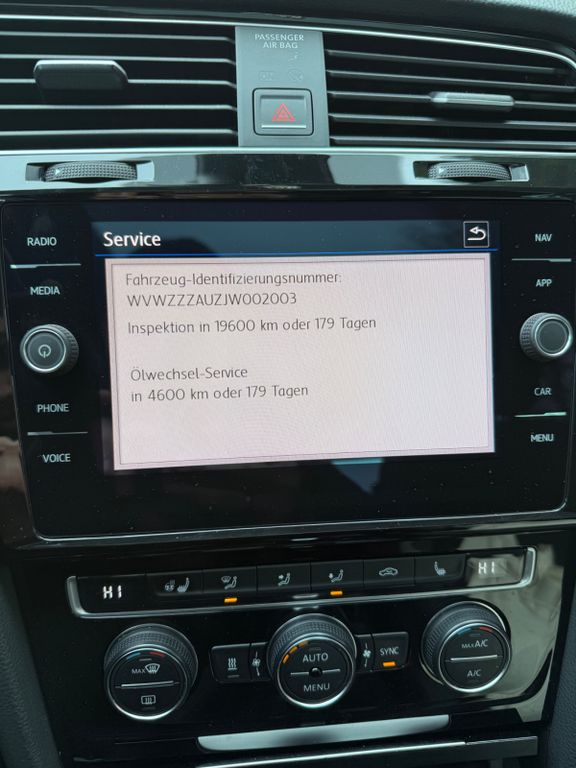 PASSENGER
AIR BAG
RADIO
MEDIA
PHONE
VOICE
Service
Fahrzeug-Identifizierungsnummer:
WVWZZZAUZJW002003
Inspektion in 19600 km oder 179 Tagen
Ölwechsel-Service
in 4600 km oder 179 Tagen
NAV
APP
CAR
MENU
HI
HI
MAX
AUTO
MENU
SYNC
MAX A/C
A/C